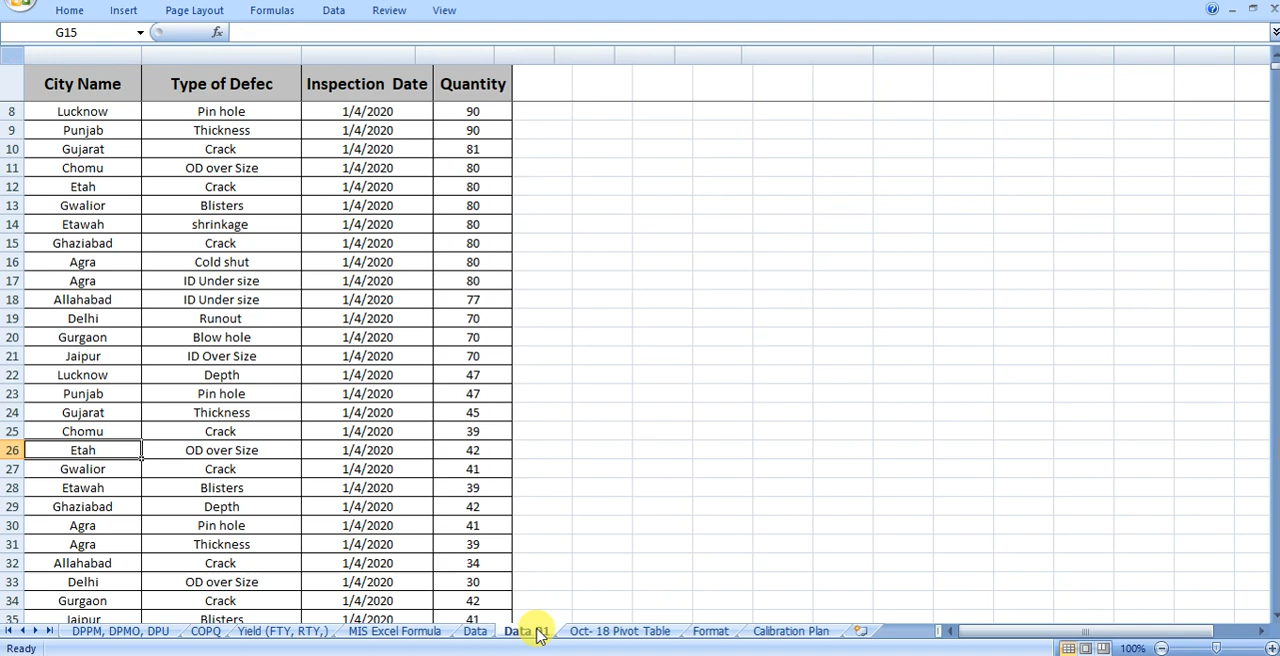 Home Insert Page Layout Formulas Data Review View
G15 fx
City Name Type of Defec Inspection Date Quantity
8 Lucknow Pin hole 1/4/2020 90
9 Punjab Thickness 1/4/2020 90
10 Gujarat Crack 1/4/2020 81
11 Chomu OD over Size 1/4/2020 80
12 Etah Crack 1/4/2020 80
13 Gwalior Blisters 1/4/2020 80
14 Etawah shrinkage 1/4/2020 80
15 Ghaziabad Crack 1/4/2020 80
16 Agra Cold shut 1/4/2020 80
17 Agra ID Under size 1/4/2020 80
18 Allahabad ID Under size 1/4/2020 77
19 Delhi Runout 1/4/2020 70
20 Gurgaon Blow hole 1/4/2020 70
21 Jaipur ID Over Size 1/4/2020 70
22 Lucknow Depth 1/4/2020 47
23 Punjab Pin hole 1/4/2020 47
24 Gujarat Thickness 1/4/2020 45
25 Chomu Crack 1/4/2020 39
26 Etah OD over Size 1/4/2020 42
27 Gwalior Crack 1/4/2020 41
28 Etawah Blisters 1/4/2020 39
29 Ghaziabad Depth 1/4/2020 42
30 Agra Pin hole 1/4/2020 41
31 Agra Thickness 1/4/2020 39
32 Allahabad Crack 1/4/2020 34
33 Delhi OD over Size 1/4/2020 30
34 Gurgaon Crack 1/4/2020 42
35 Jaipur Blisters 1/4/2020 41
DPPM, DPMO, DPU COPQ Yield (FTY, RTY,) MIS Excel Formula Data Data 01 Oct- 18 Pivot Table Format Calibration Plan
Ready 100%